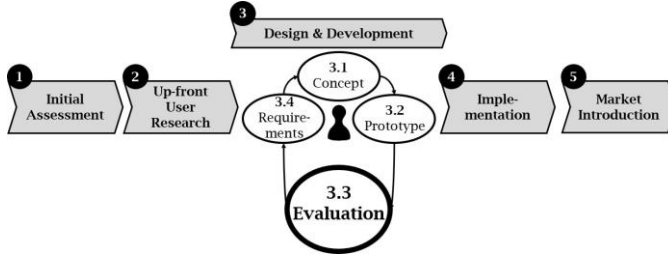 3
Design & Development
1
Initial
Assessment
2
Up-front
User
Research
3.1
Concept
3.2
Prototype
3.3
Evaluation
3.4
Require-
ments
4
Imple-
mentation
5
Market
Introduction